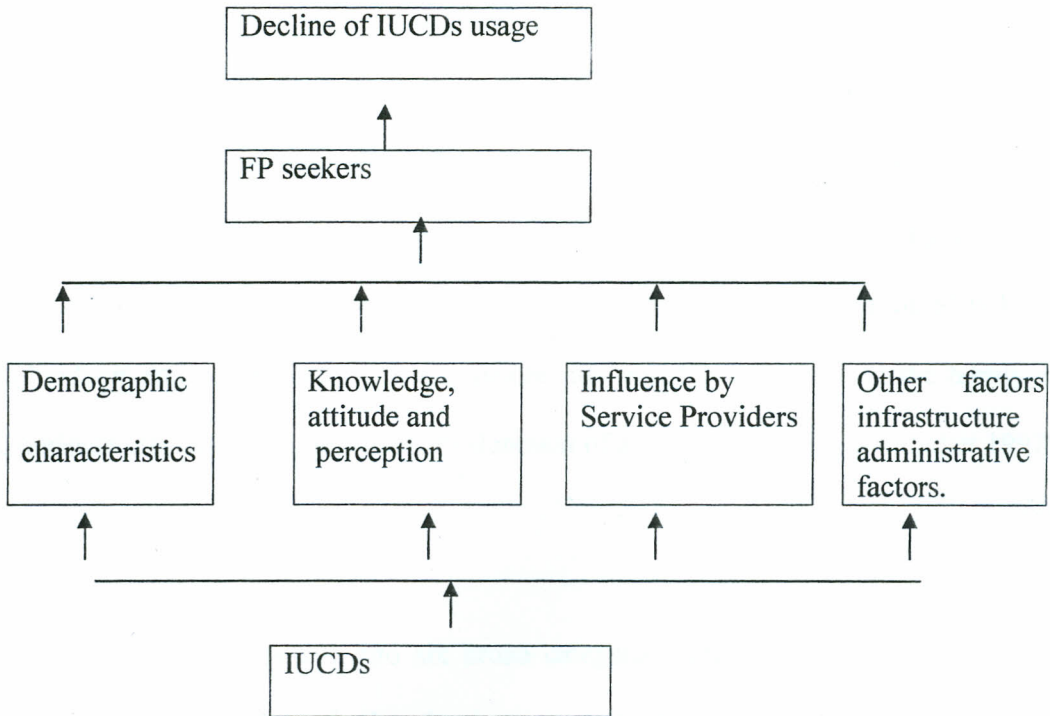 Decline of IUCDs usage
FP seekers
Demographic
characteristics
Knowledge,
attitude and
perception
Influence by
Service Providers
Other factors
infrastructure
administrative
factors.
IUCDs